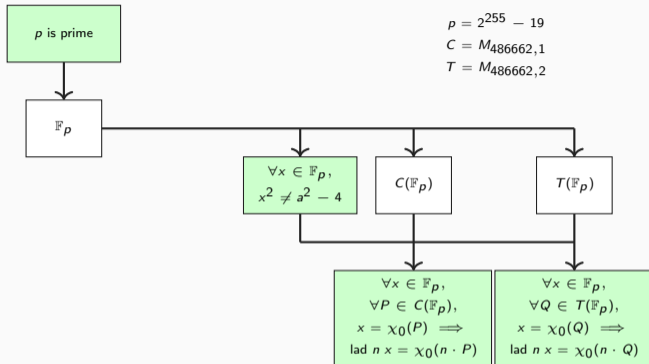 p is prime
p = 2^255 − 19
C = M_486662,1
T = M_486662,2
𝔽_p
∀x ∈ 𝔽_p,
x^2 ≠ a^2 − 4
C(𝔽_p)
T(𝔽_p)
∀x ∈ 𝔽_p,
∀P ∈ C(𝔽_p),
x = χ_0(P) ⟹
lad n x = χ_0(n · P)
∀x ∈ 𝔽_p,
∀Q ∈ T(𝔽_p),
x = χ_0(Q) ⟹
lad n x = χ_0(n · Q)